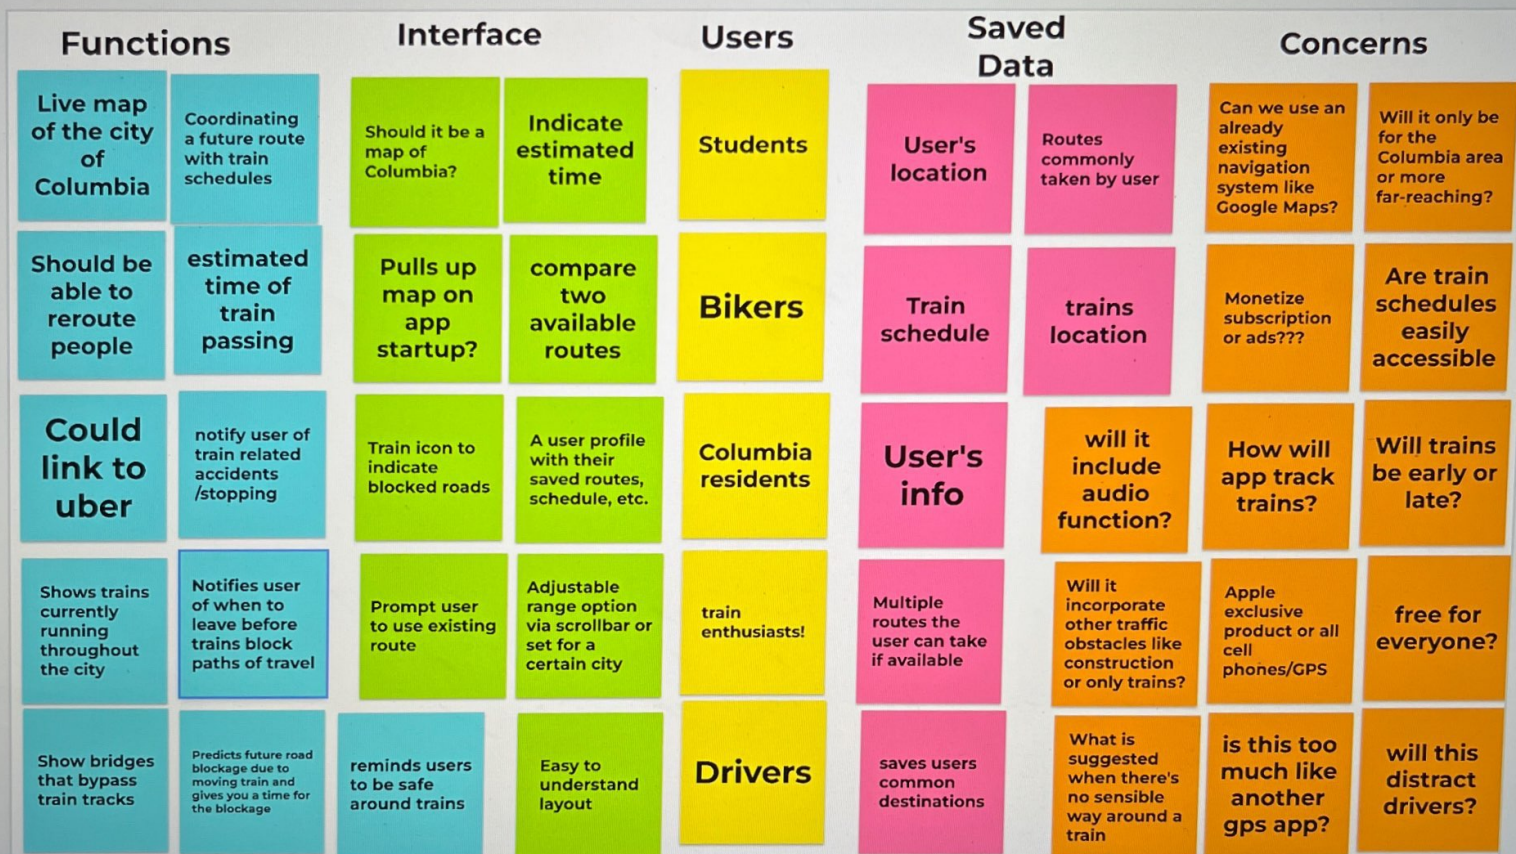 Functions
Interface
Users
Saved
Data
Concerns
Live map
of the city
of
Columbia
Coordinating
a future route
with train
schedules
Should be
able to
reroute
people
estimated
time of
train
passing
Could
link to
uber
notify user of
train related
accidents
/stopping
Shows trains
currently
running
throughout
the city
Notifies user
of when to
leave before
trains block
paths of travel
Show bridges
that bypass
train tracks
Predicts future road
blockage due to
moving train and
gives you a time for
the blockage
reminds users
to be safe
around trains
Should it be a
map of
Columbia?
Indicate
estimated
time
Pulls up
map on
app
startup?
compare
two
available
routes
Train icon to
indicate
blocked roads
A user profile
with their
saved routes,
schedule, etc.
Prompt user
to use existing
route
Adjustable
range option
via scrollbar or
set for a
certain city
Easy to
understand
layout
Students
Bikers
Columbia
residents
train
enthusiasts!
Drivers
User's
location
Routes
commonly
taken by user
Train
schedule
trains
location
User's
info
Multiple
routes the
user can take
if available
saves users
common
destinations
Can we use an
already
existing
navigation
system like
Google Maps?
Will it only be
for the
Columbia area
or more
far-reaching?
Monetize
subscription
or ads???
Are train
schedules
easily
accessible
will it
include
audio
function?
How will
app track
trains?
Will trains
be early or
late?
Will it
incorporate
other traffic
obstacles like
construction
or only trains?
Apple
exclusive
product or all
cell
phones/GPS
free for
everyone?
What is
suggested
when there's
no sensible
way around a
train
is this too
much like
another
gps app?
will this
distract
drivers?